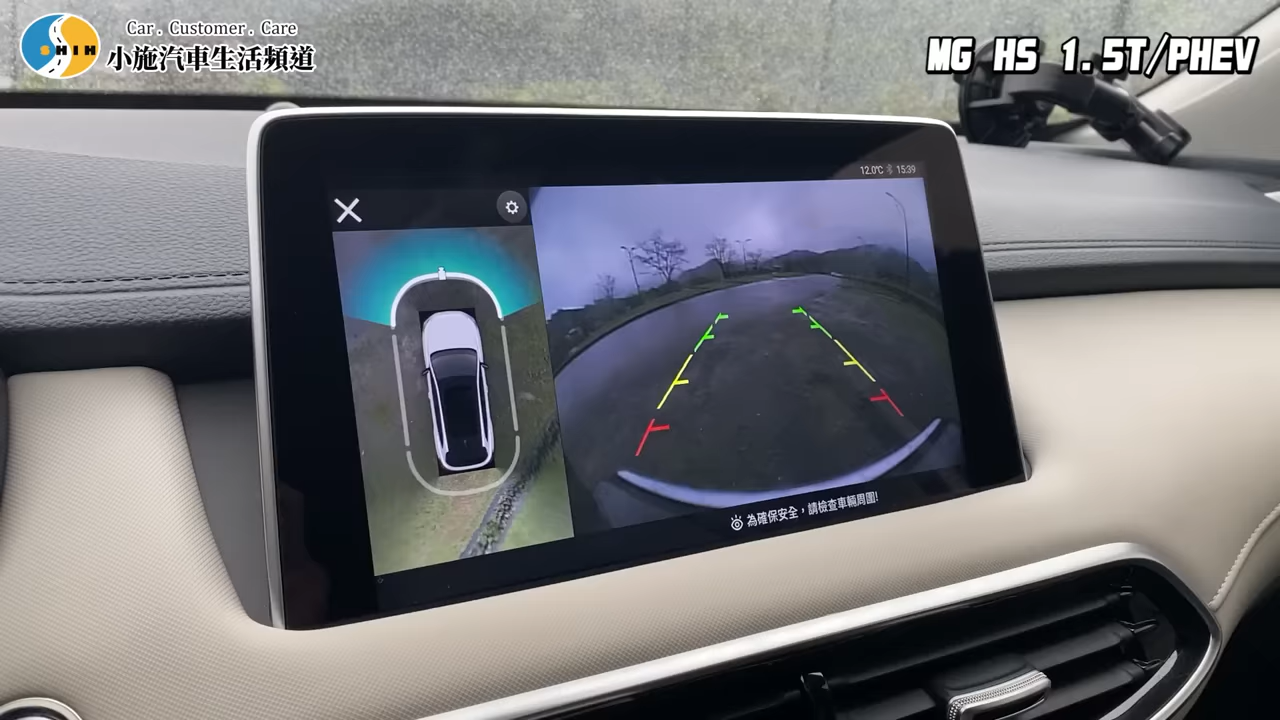 SHIH
Car. Customer. Care
小施汽車生活頻道
MG HS 1.5T/PHEV
12.0℃ 15:39
為確保安全，請檢查車輛周圍!